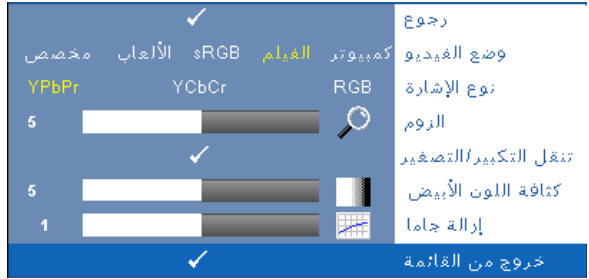 رجوع
وضع الفيديو كمبيوتر الفيلم sRGB الألعاب مخصص
نوع الإشارة RGB YCbCr YPbPr
الزوم 5
تنقل التكبير/التصغير
كثافة اللون الأبيض 5
إرالة جاما 1
خروج من القائمة